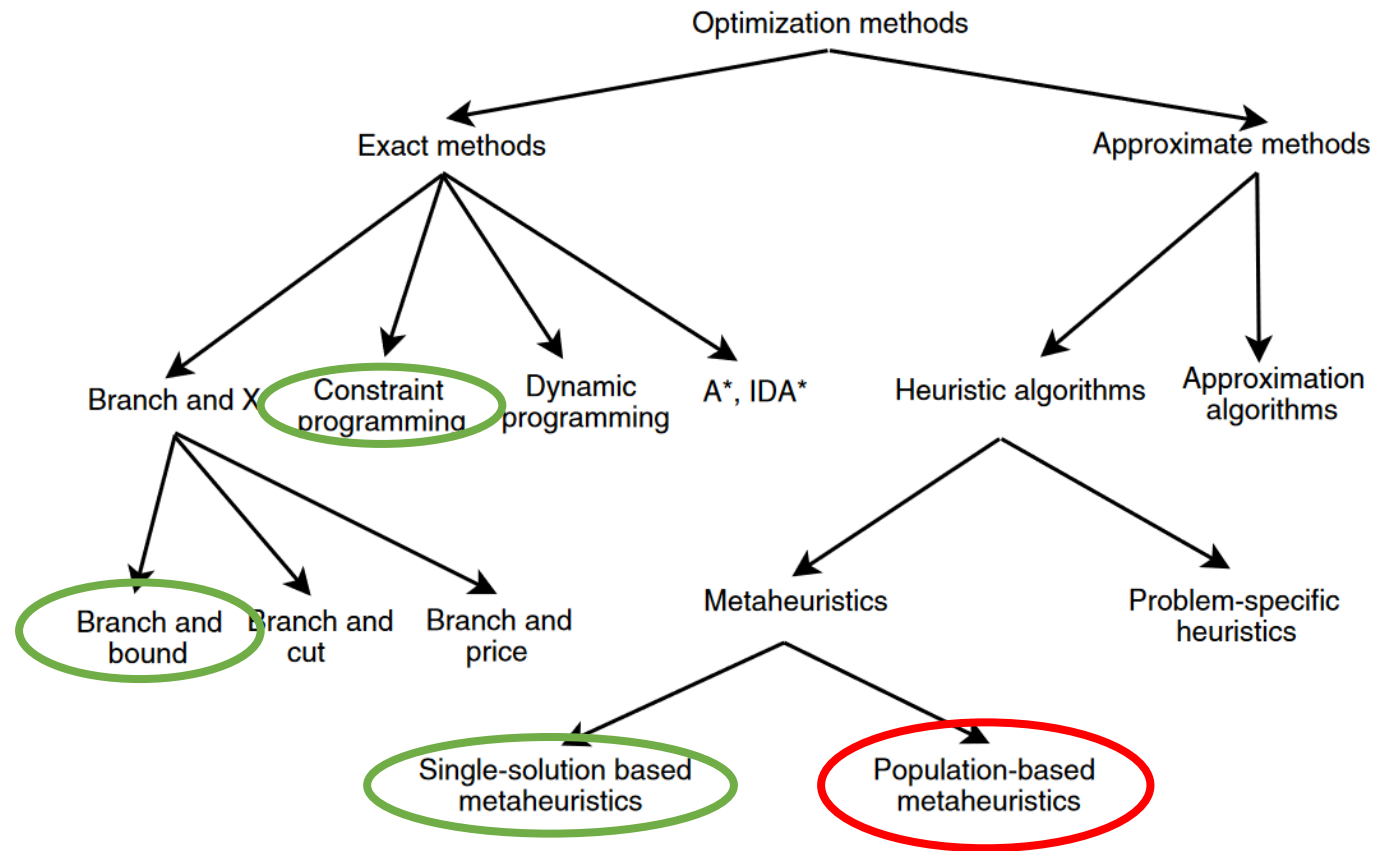 Optimization methods
Exact methods
Approximate methods
Branch and X
Constraint
programming
Dynamic
programming
A*, IDA*
Heuristic algorithms
Approximation
algorithms
Branch and
bound
Branch and
cut
Branch and
price
Metaheuristics
Problem-specific
heuristics
Single-solution based
metaheuristics
Population-based
metaheuristics